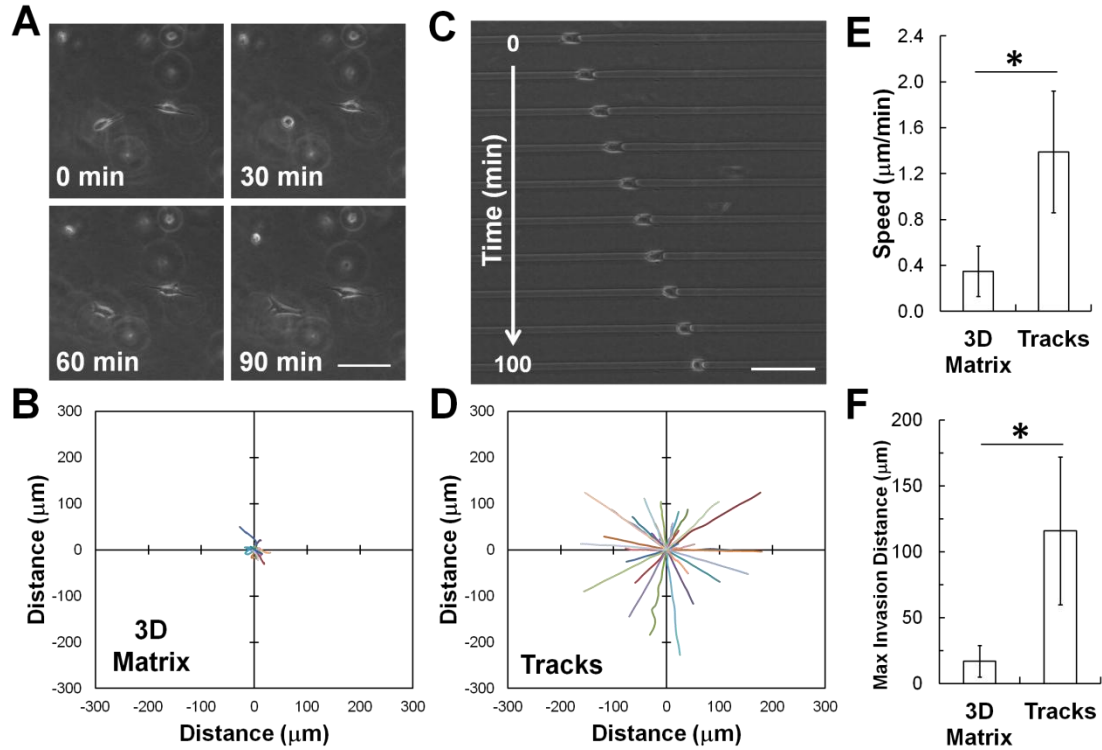 A
0 min
30 min
60 min
90 min
B
300
200
100
0
-100
-200
-300
-300
-200
-100
0
100
200
300
Distance (μm)
Distance (μm)
3D
Matrix
C
0
Time (min)
100
D
300
200
100
0
-100
-200
-300
-300
-200
-100
0
100
200
300
Distance (μm)
Distance (μm)
Tracks
E
2.4
2.0
1.6
1.2
0.8
0.4
0.0
Speed (μm/min)
*
3D
Matrix
Tracks
F
200
150
100
50
0
Max Invasion Distance (μm)
*
3D
Matrix
Tracks